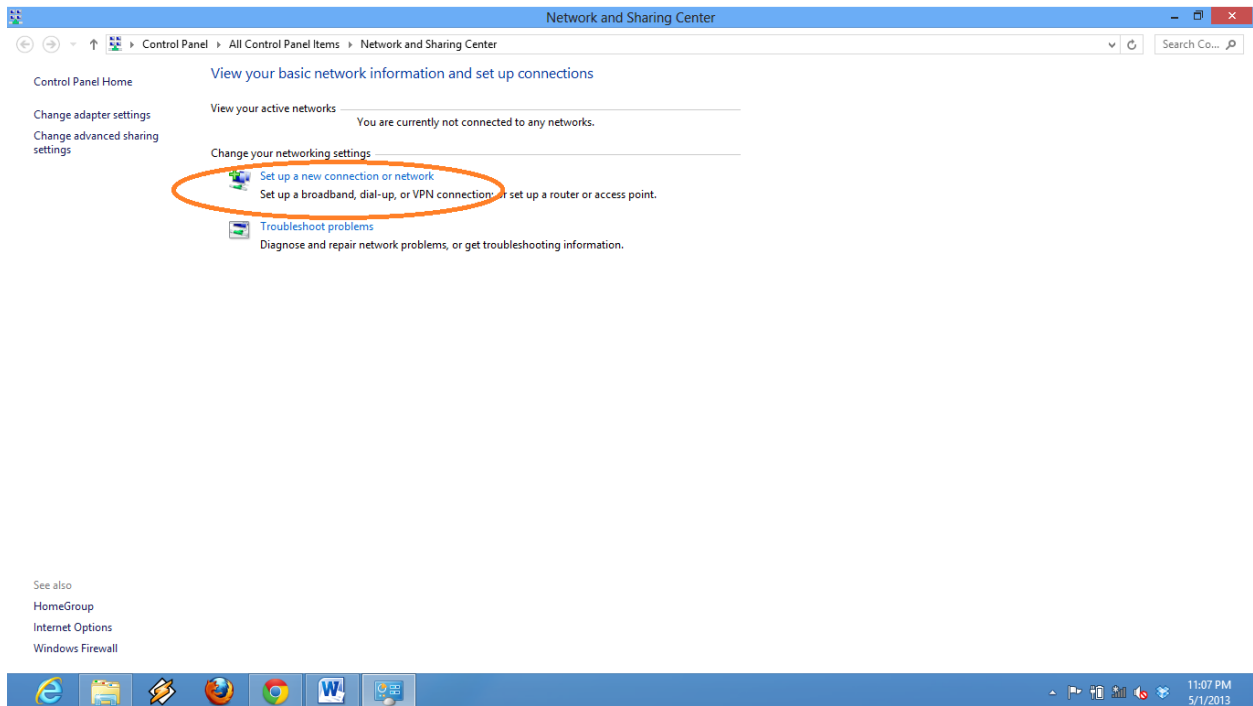 Network and Sharing Center
Control Panel All Control Panel Items Network and Sharing Center
Search Co...
Control Panel Home
Change adapter settings
Change advanced sharing
settings
View your basic network information and set up connections
View your active networks
You are currently not connected to any networks.
Change your networking settings
Set up a new connection or network
Set up a broadband, dial-up, or VPN connection; or set up a router or access point.
Troubleshoot problems
Diagnose and repair network problems, or get troubleshooting information.
See also
HomeGroup
Internet Options
Windows Firewall
11:07 PM
5/1/2013